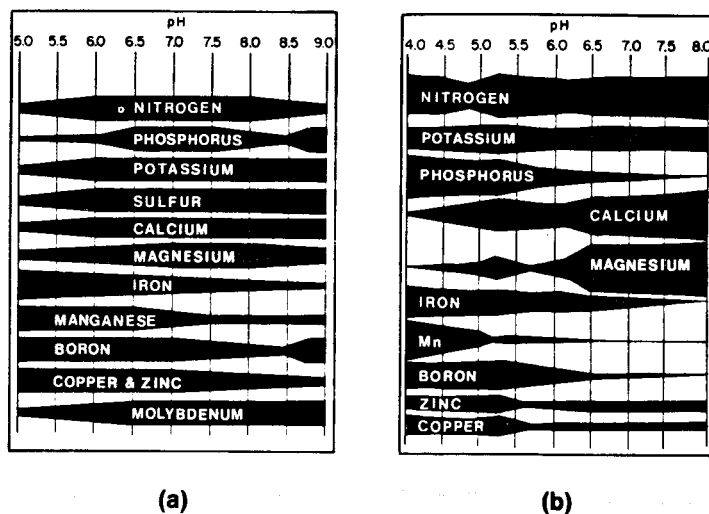 pH
5.0 6.0 6.5 7.0 7.5 8.0 8.5 9.0
NITROGEN
PHOSPHORUS
POTASSIUM
SULFUR
CALCIUM
MAGNESIUM
IRON
MANGANESE
BORON
COPPER & ZINC
MOLYBDENUM
(a)
pH
4.0 4.5 5.0 5.5 6.0 6.5 7.0 7.5 8.0
NITROGEN
POTASSIUM
PHOSPHORUS
CALCIUM
MAGNESIUM
IRON
Mn
BORON
ZINC
COPPER
(b)